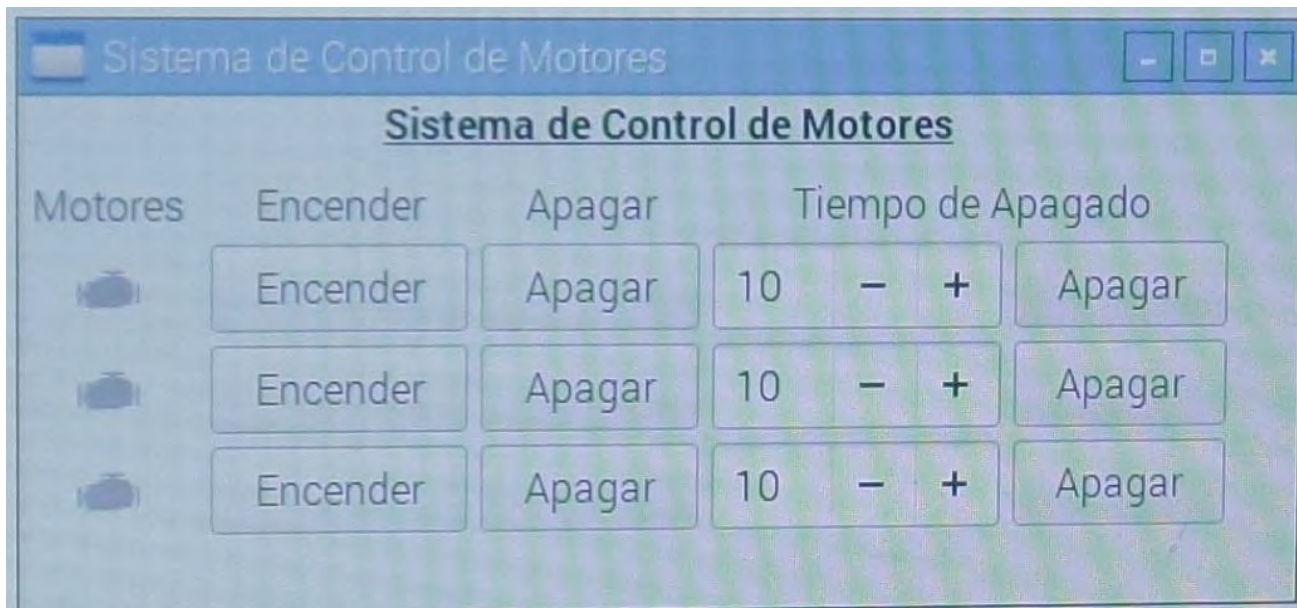 Sistema de Control de Motores
Sistema de Control de Motores
Motores Encender Apagar Tiempo de Apagado
Encender Apagar 10 − + Apagar
Encender Apagar 10 − + Apagar
Encender Apagar 10 − + Apagar